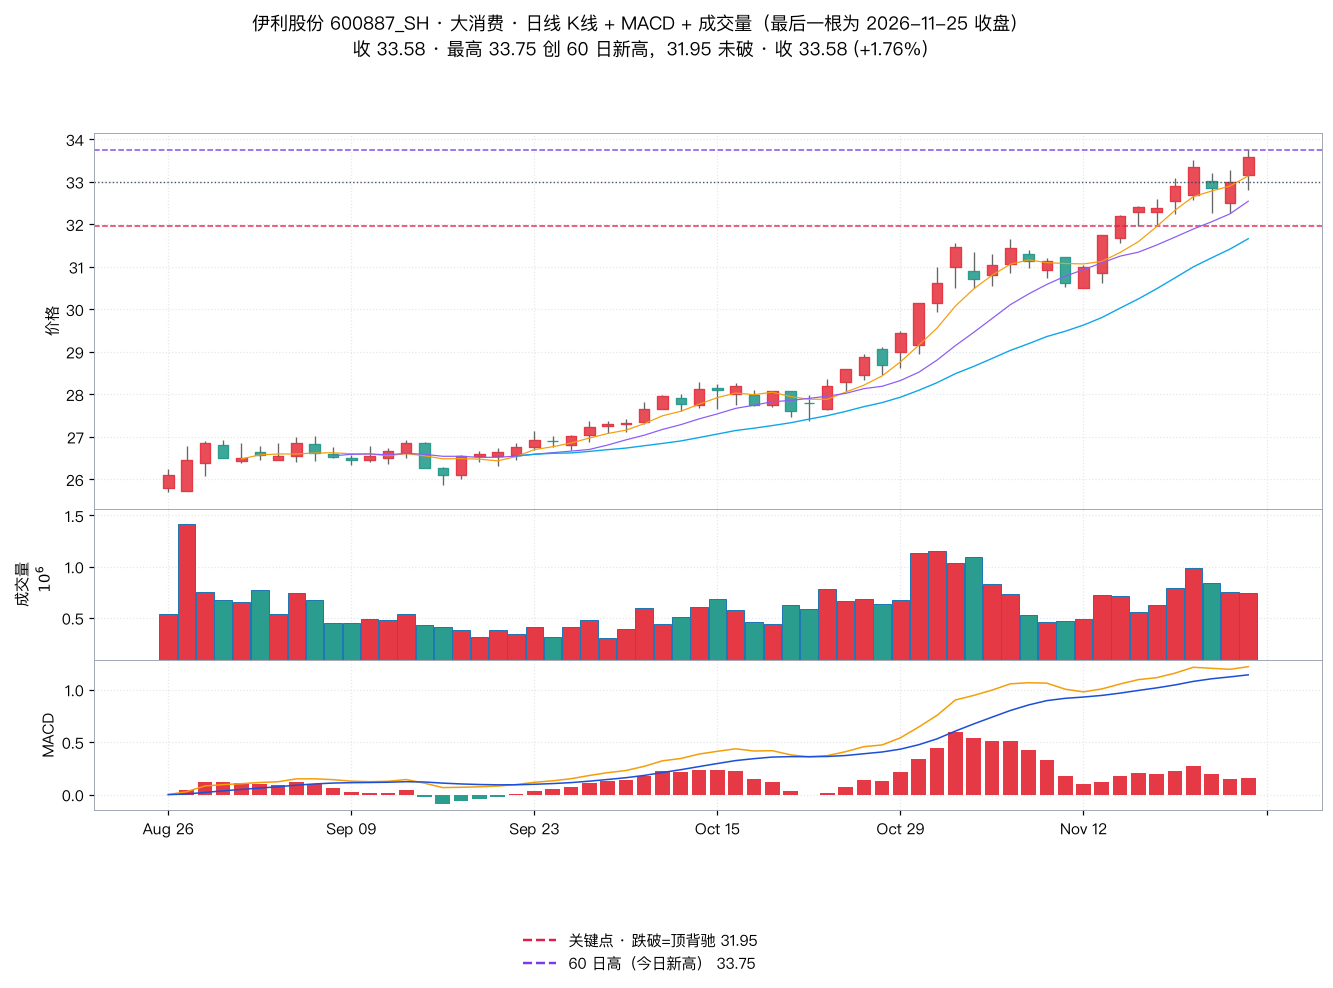 伊利股份 600887_SH · 大消费 · 日线 K线 + MACD + 成交量（最后一根为 2026-11-25 收盘）
收 33.58 · 最高 33.75 创 60 日新高，31.95 未破 · 收 33.58 (+1.76%)
34
33
32
31
30
29
28
27
26
价格
1.5
1.0
0.5
成交量
10⁶
1.0
0.5
0.0
MACD
Aug 26
Sep 09
Sep 23
Oct 15
Oct 29
Nov 12
关键点 · 跌破=顶背驰 31.95
60 日高（今日新高） 33.75